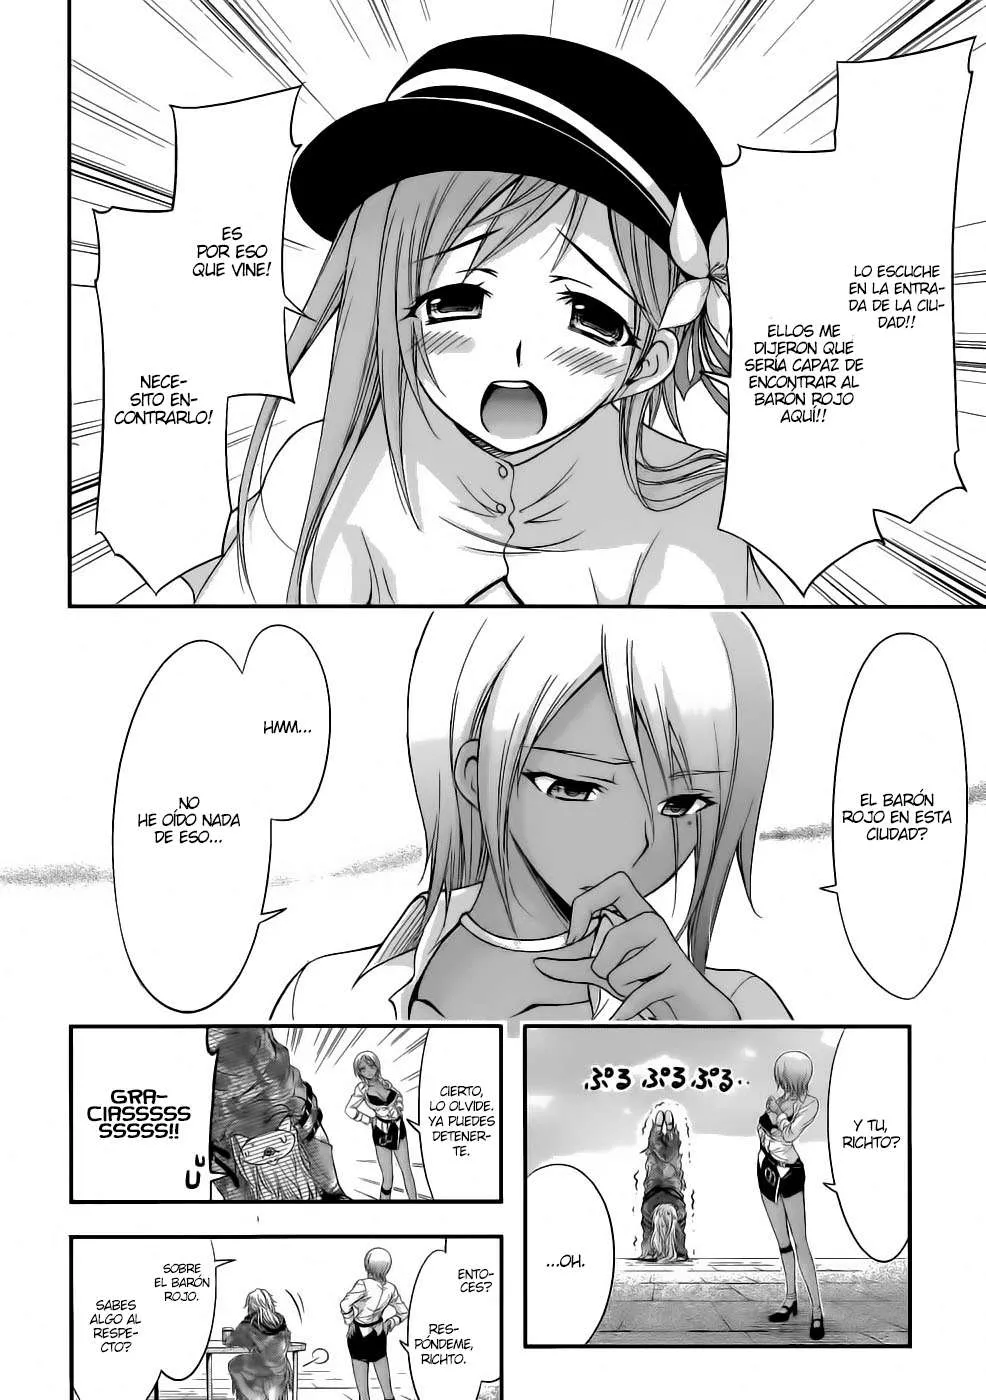 LO ESCUCHE
EN LA ENTRA-
DA DE LA CIU-
DAD!!
ELLOS ME
DIJERON QUE
SERÍA CAPAZ DE
ENCONTRAR AL
BARÓN ROJO
AQUÍ!!
ES
POR ESO
QUE VINE!
NECE-
SITO EN-
CONTRARLO!
EL BARÓN
ROJO EN ESTA
CIUDAD?
HMM...
NO
HE OÍDO NADA
DE ESO...
Y TU,
RICHTO?
ぷる ぷるぷる..
...OH.
CIERTO,
LO OLVIDE.
YA PUEDES
DETENER-
TE.
GRA-
CIASSSSS
SSSSS!!
ENTO-
CES?
RES-
PÓNDEME,
RICHTO.
SOBRE
EL BARÓN
ROJO.
SABES
ALGO AL
RESPEC-
TO?